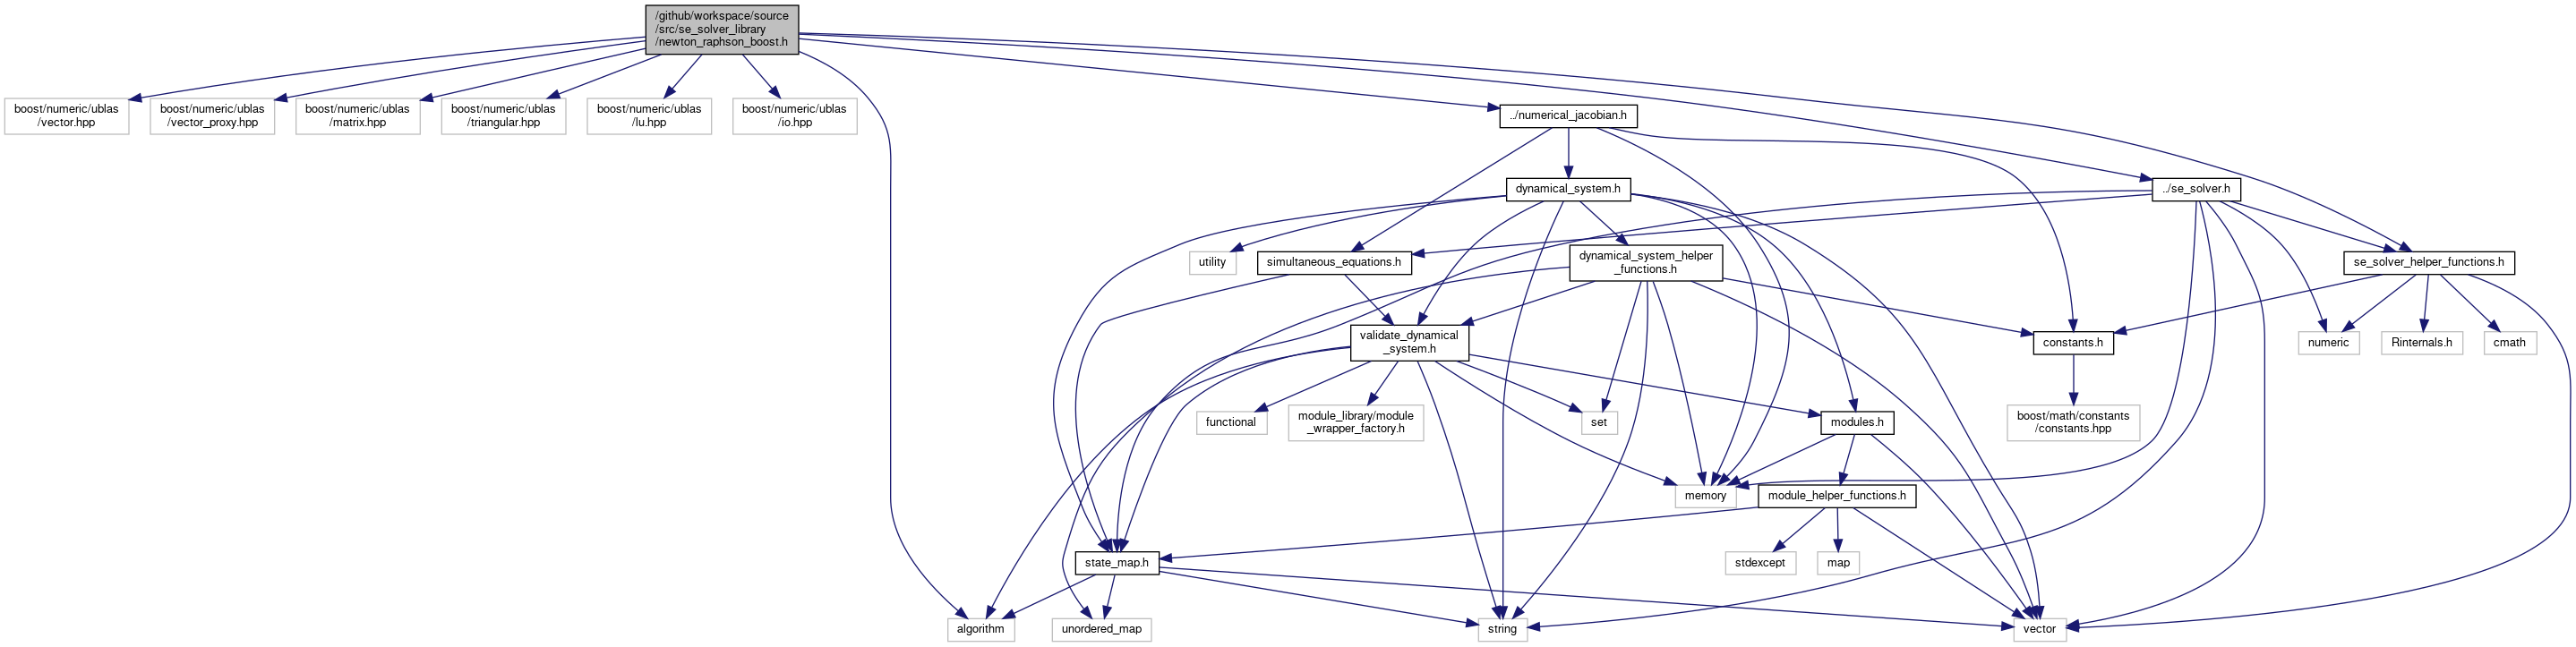 /github/workspace/source
/src/se_solver_library
/newton_raphson_boost.h
boost/numeric/ublas
/vector.hpp
boost/numeric/ublas
/vector_proxy.hpp
boost/numeric/ublas
/matrix.hpp
boost/numeric/ublas
/triangular.hpp
boost/numeric/ublas
/lu.hpp
boost/numeric/ublas
/io.hpp
../numerical_jacobian.h
dynamical_system.h
../se_solver.h
utility
simultaneous_equations.h
dynamical_system_helper
_functions.h
se_solver_helper_functions.h
validate_dynamical
_system.h
constants.h
numeric
Rinternals.h
cmath
functional
module_library/module
_wrapper_factory.h
set
modules.h
boost/math/constants
/constants.hpp
memory
module_helper_functions.h
state_map.h
stdexcept
map
algorithm
unordered_map
string
vector